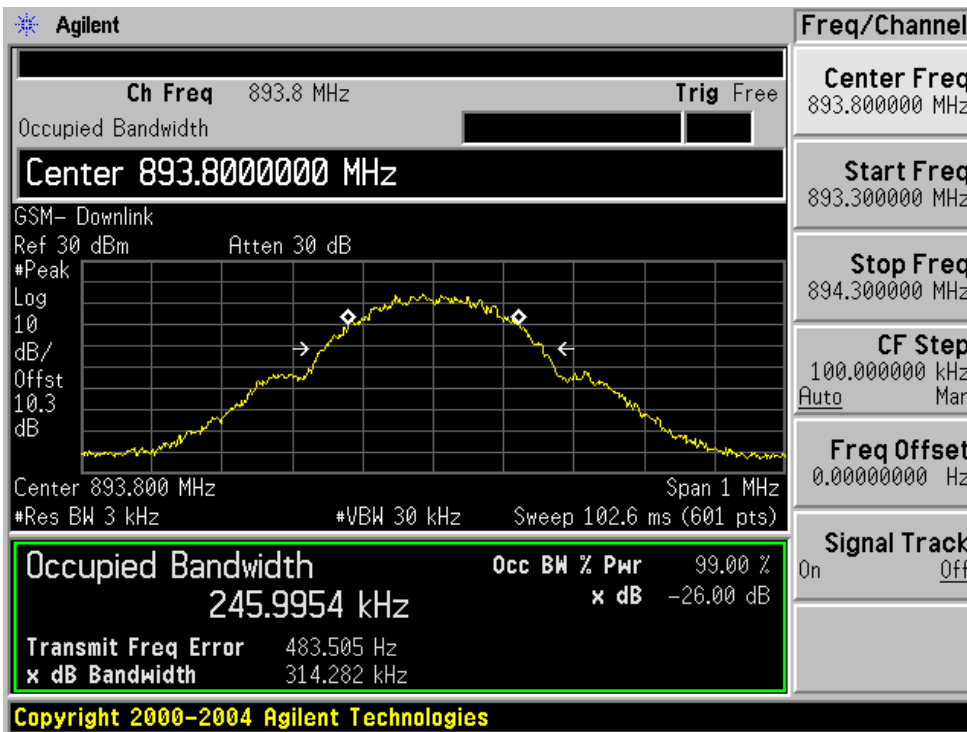 Agilent
Freq/Channel
Ch Freq 893.8 MHz Trig Free
Occupied Bandwidth
Center 893.8000000 MHz
GSM- Downlink
Ref 30 dBm Atten 30 dB
#Peak
Log
10
dB/
Offst
10.3
dB
Center 893.800 MHz Span 1 MHz
#Res BW 3 kHz #VBW 30 kHz Sweep 102.6 ms (601 pts)
Occupied Bandwidth
245.9954 kHz
Occ BW % Pwr 99.00 %
x dB -26.00 dB
Transmit Freq Error 483.505 Hz
x dB Bandwidth 314.282 kHz
Copyright 2000-2004 Agilent Technologies
Center Freq
893.800000 MHz
Start Freq
893.300000 MHz
Stop Freq
894.300000 MHz
CF Step
100.000000 kHz
Auto Man
Freq Offset
0.00000000 Hz
Signal Track
On Off